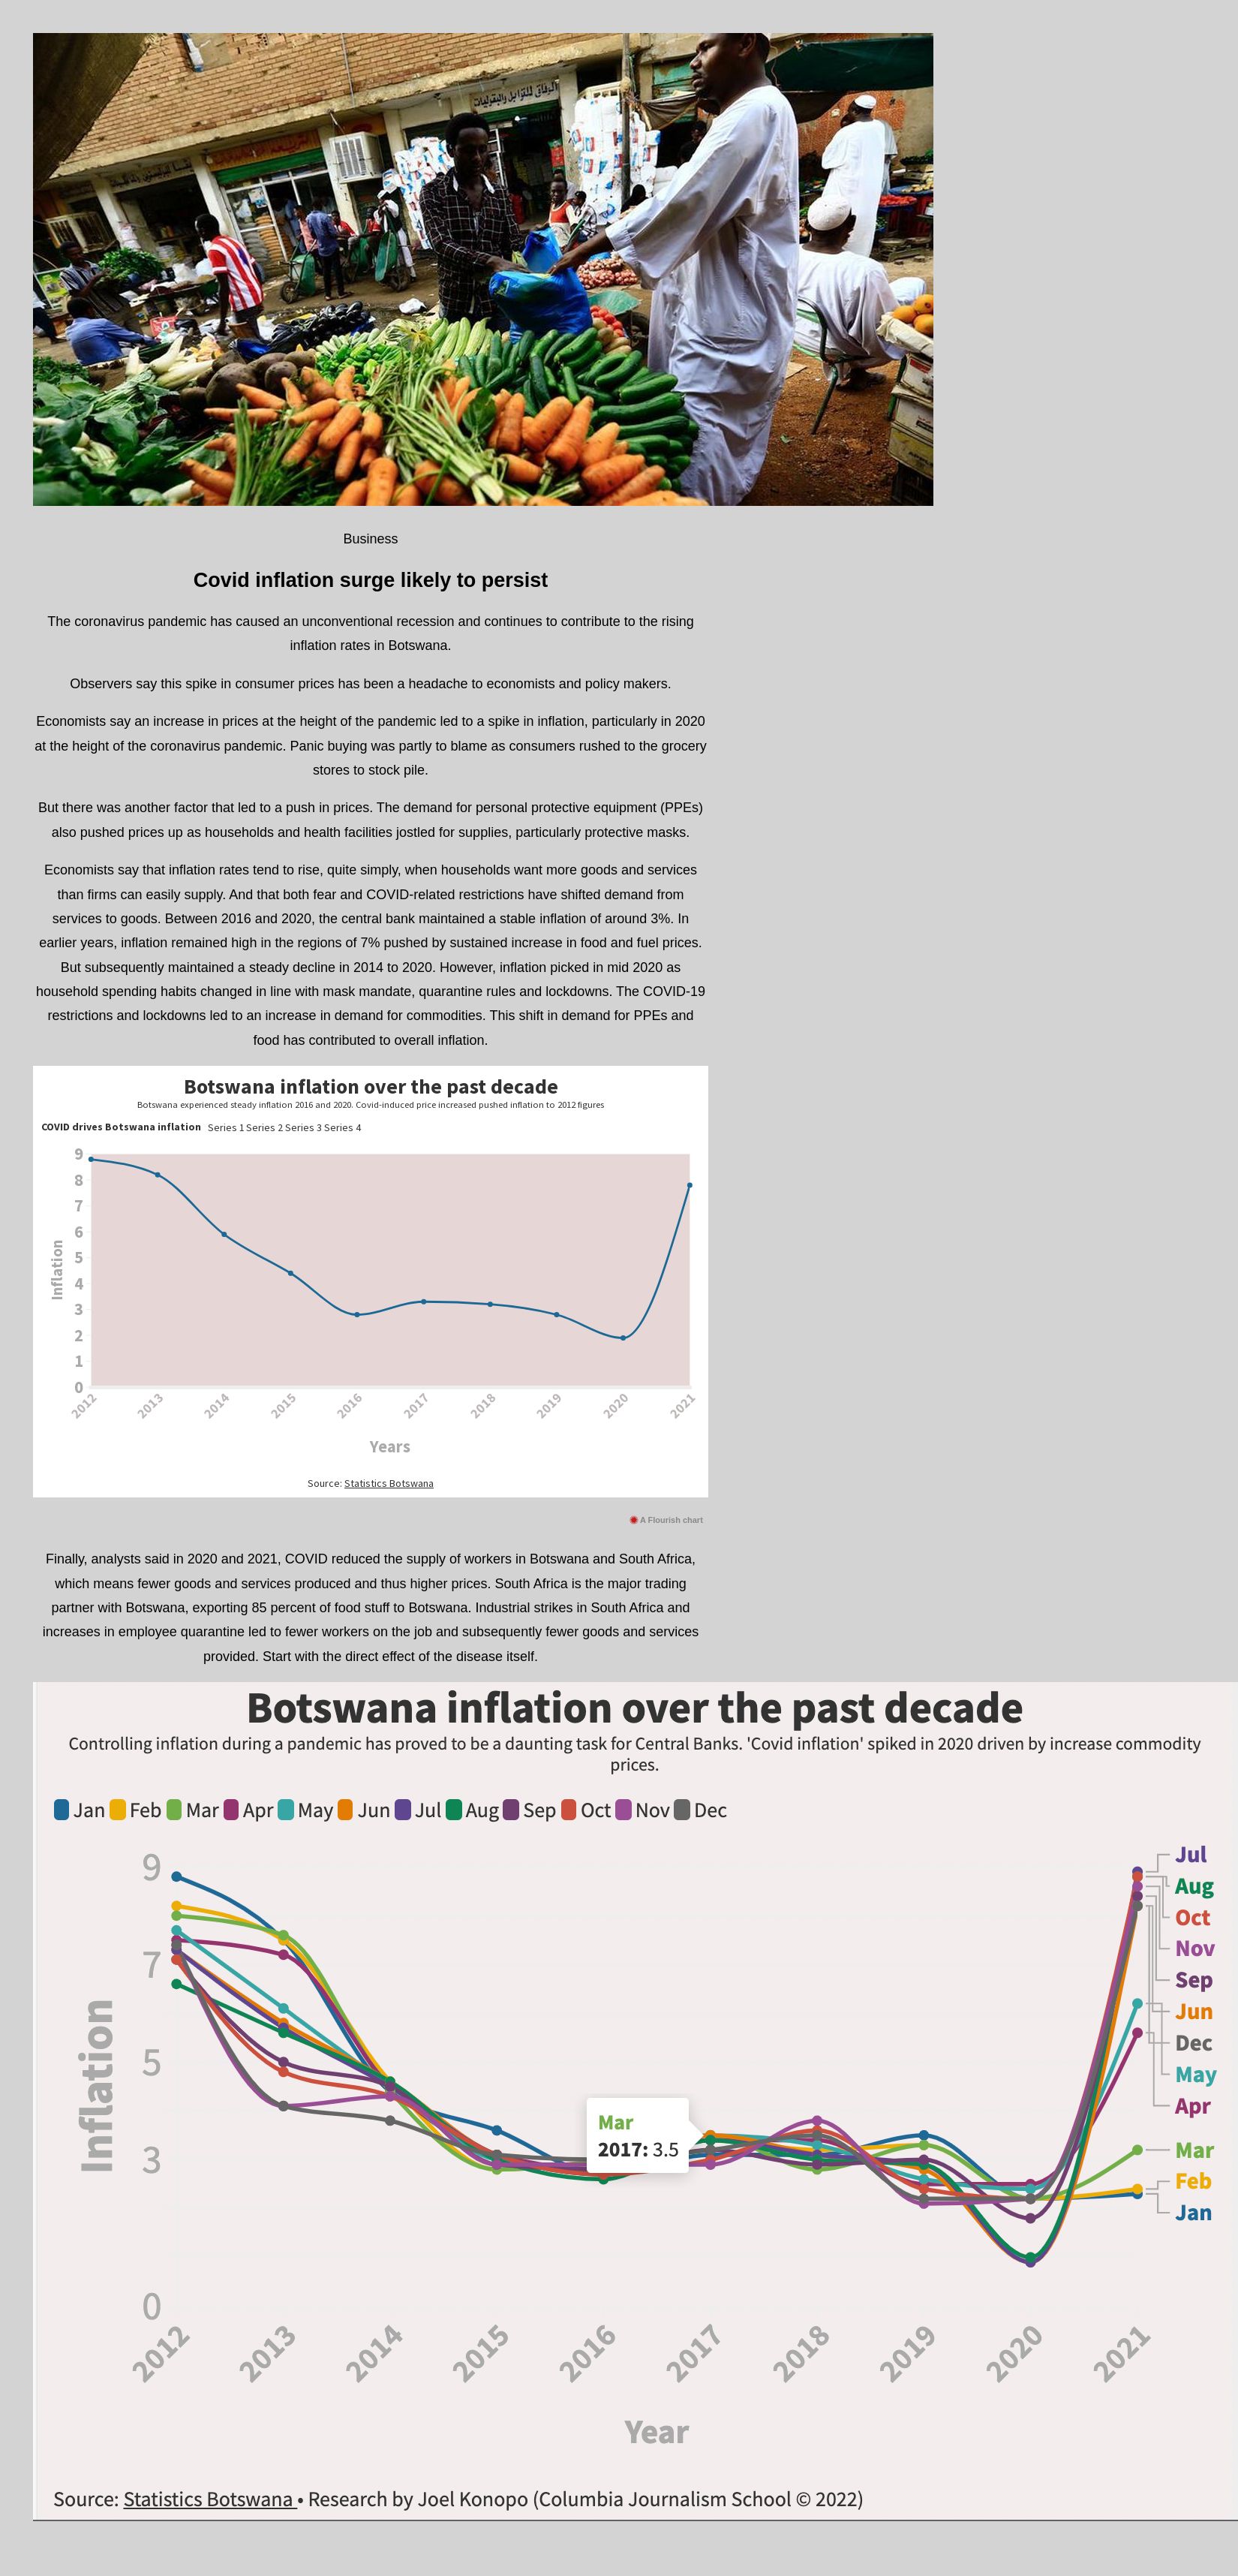 الرفاق للتوابل والبقوليات
Business
Covid inflation surge likely to persist
The coronavirus pandemic has caused an unconventional recession and continues to contribute to the rising
inflation rates in Botswana.
Observers say this spike in consumer prices has been a headache to economists and policy makers.
Economists say an increase in prices at the height of the pandemic led to a spike in inflation, particularly in 2020
at the height of the coronavirus pandemic. Panic buying was partly to blame as consumers rushed to the grocery
stores to stock pile.
But there was another factor that led to a push in prices. The demand for personal protective equipment (PPEs)
also pushed prices up as households and health facilities jostled for supplies, particularly protective masks.
Economists say that inflation rates tend to rise, quite simply, when households want more goods and services
than firms can easily supply. And that both fear and COVID-related restrictions have shifted demand from
services to goods. Between 2016 and 2020, the central bank maintained a stable inflation of around 3%. In
earlier years, inflation remained high in the regions of 7% pushed by sustained increase in food and fuel prices.
But subsequently maintained a steady decline in 2014 to 2020. However, inflation picked in mid 2020 as
household spending habits changed in line with mask mandate, quarantine rules and lockdowns. The COVID-19
restrictions and lockdowns led to an increase in demand for commodities. This shift in demand for PPEs and
food has contributed to overall inflation.
Botswana inflation over the past decade
Botswana experienced steady inflation 2016 and 2020. Covid-induced price increased pushed inflation to 2012 figures
COVID drives Botswana inflation Series 1 Series 2 Series 3 Series 4
9
8
7
6
5
4
3
2
1
0
Inflation
2012 2013 2014 2015 2016 2017 2018 2019 2020 2021
Years
Source: Statistics Botswana
A Flourish chart
Finally, analysts said in 2020 and 2021, COVID reduced the supply of workers in Botswana and South Africa,
which means fewer goods and services produced and thus higher prices. South Africa is the major trading
partner with Botswana, exporting 85 percent of food stuff to Botswana. Industrial strikes in South Africa and
increases in employee quarantine led to fewer workers on the job and subsequently fewer goods and services
provided. Start with the direct effect of the disease itself.
Botswana inflation over the past decade
Controlling inflation during a pandemic has proved to be a daunting task for Central Banks. 'Covid inflation' spiked in 2020 driven by increase commodity
prices.
Jan Feb Mar Apr May Jun Jul Aug Sep Oct Nov Dec
9
7
5
3
0
Inflation
Mar
2017: 3.5
Jul
Aug
Oct
Nov
Sep
Jun
Dec
May
Apr
Mar
Feb
Jan
2012 2013 2014 2015 2016 2017 2018 2019 2020 2021
Year
Source: Statistics Botswana • Research by Joel Konopo (Columbia Journalism School © 2022)